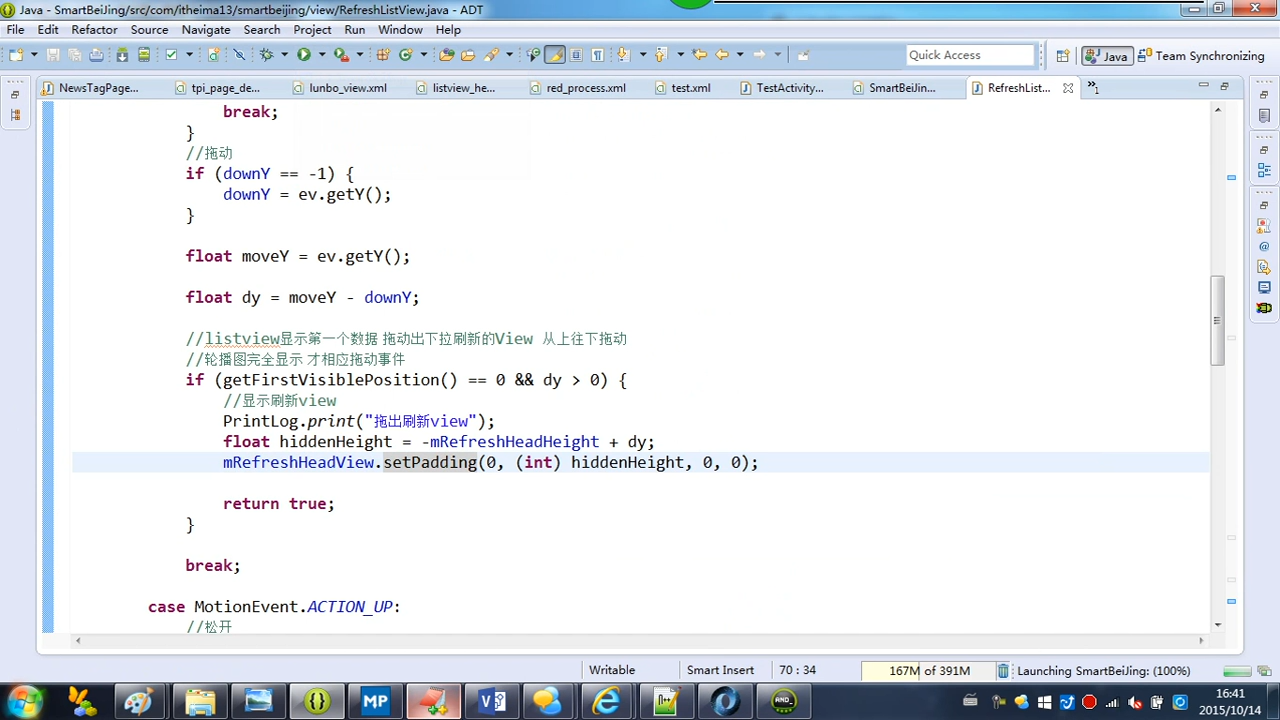 Java - SmartBeiJing/src/com/itheima13/smartbeijing/view/RefreshListView.java - ADT
File Edit Refactor Source Navigate Search Project Run Window Help
Quick Access
Java
Team Synchronizing
NewsTagPage...
tpi_page_de...
lunbo_view.xml
listview_he...
red_process.xml
test.xml
TestActivity...
SmartBeiJin...
RefreshList...
»1
break;
}
//拖动
if (downY == -1) {
downY = ev.getY();
}
float moveY = ev.getY();
float dy = moveY - downY;
//listview显示第一个数据 拖动出下拉刷新的View 从上往下拖动
//轮播图完全显示 才相应拖动事件
if (getFirstVisiblePosition() == 0 && dy > 0) {
//显示刷新view
PrintLog.print("拖出刷新view");
float hiddenHeight = -mRefreshHeadHeight + dy;
mRefreshHeadView.setPadding(0, (int) hiddenHeight, 0, 0);
return true;
}
break;
case MotionEvent.ACTION_UP:
//松开
Writable
Smart Insert
70 : 34
167M of 391M
Launching SmartBeiJing: (100%)
MP
16:41
2015/10/14